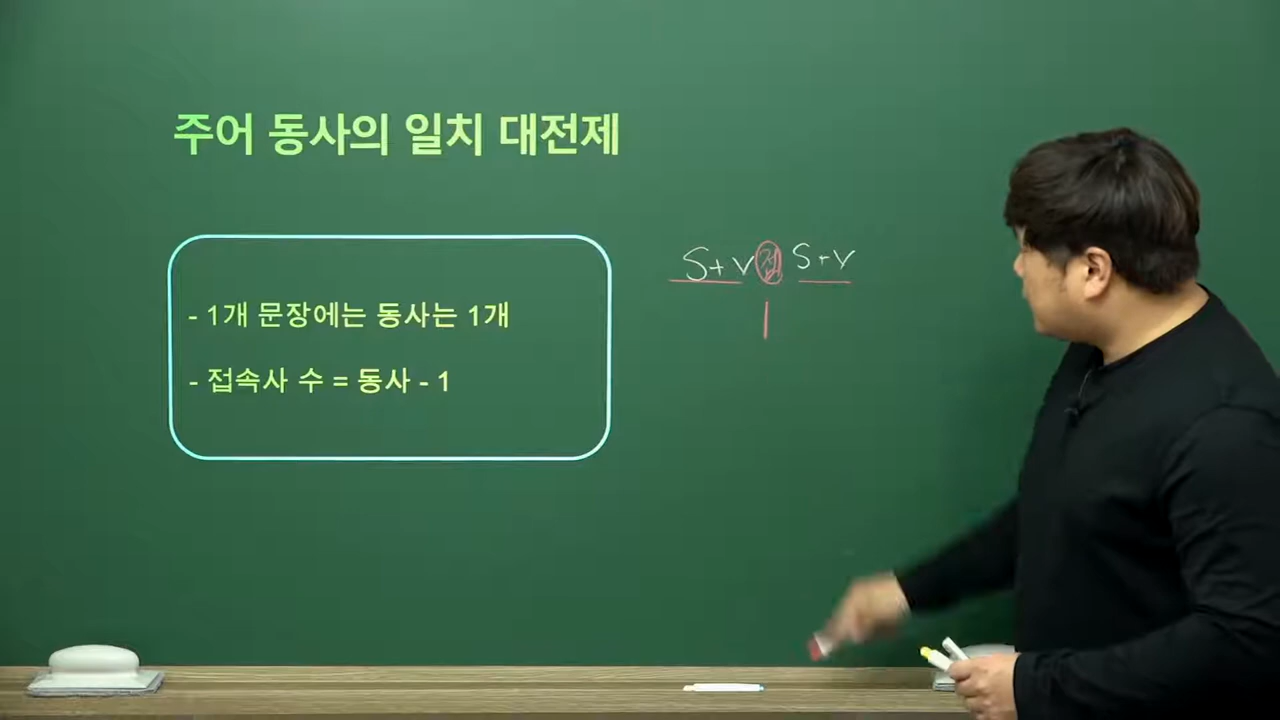 주어 동사의 일치 대전제
- 1개 문장에는 동사는 1개
- 접속사 수 = 동사 - 1
S+V 접 S+V